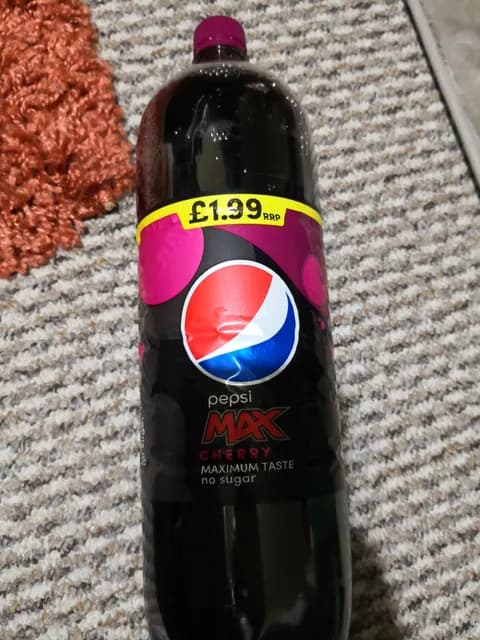 £1.99 RRP
pepsi
MAX
CHERRY
MAXIMUM TASTE
no sugar